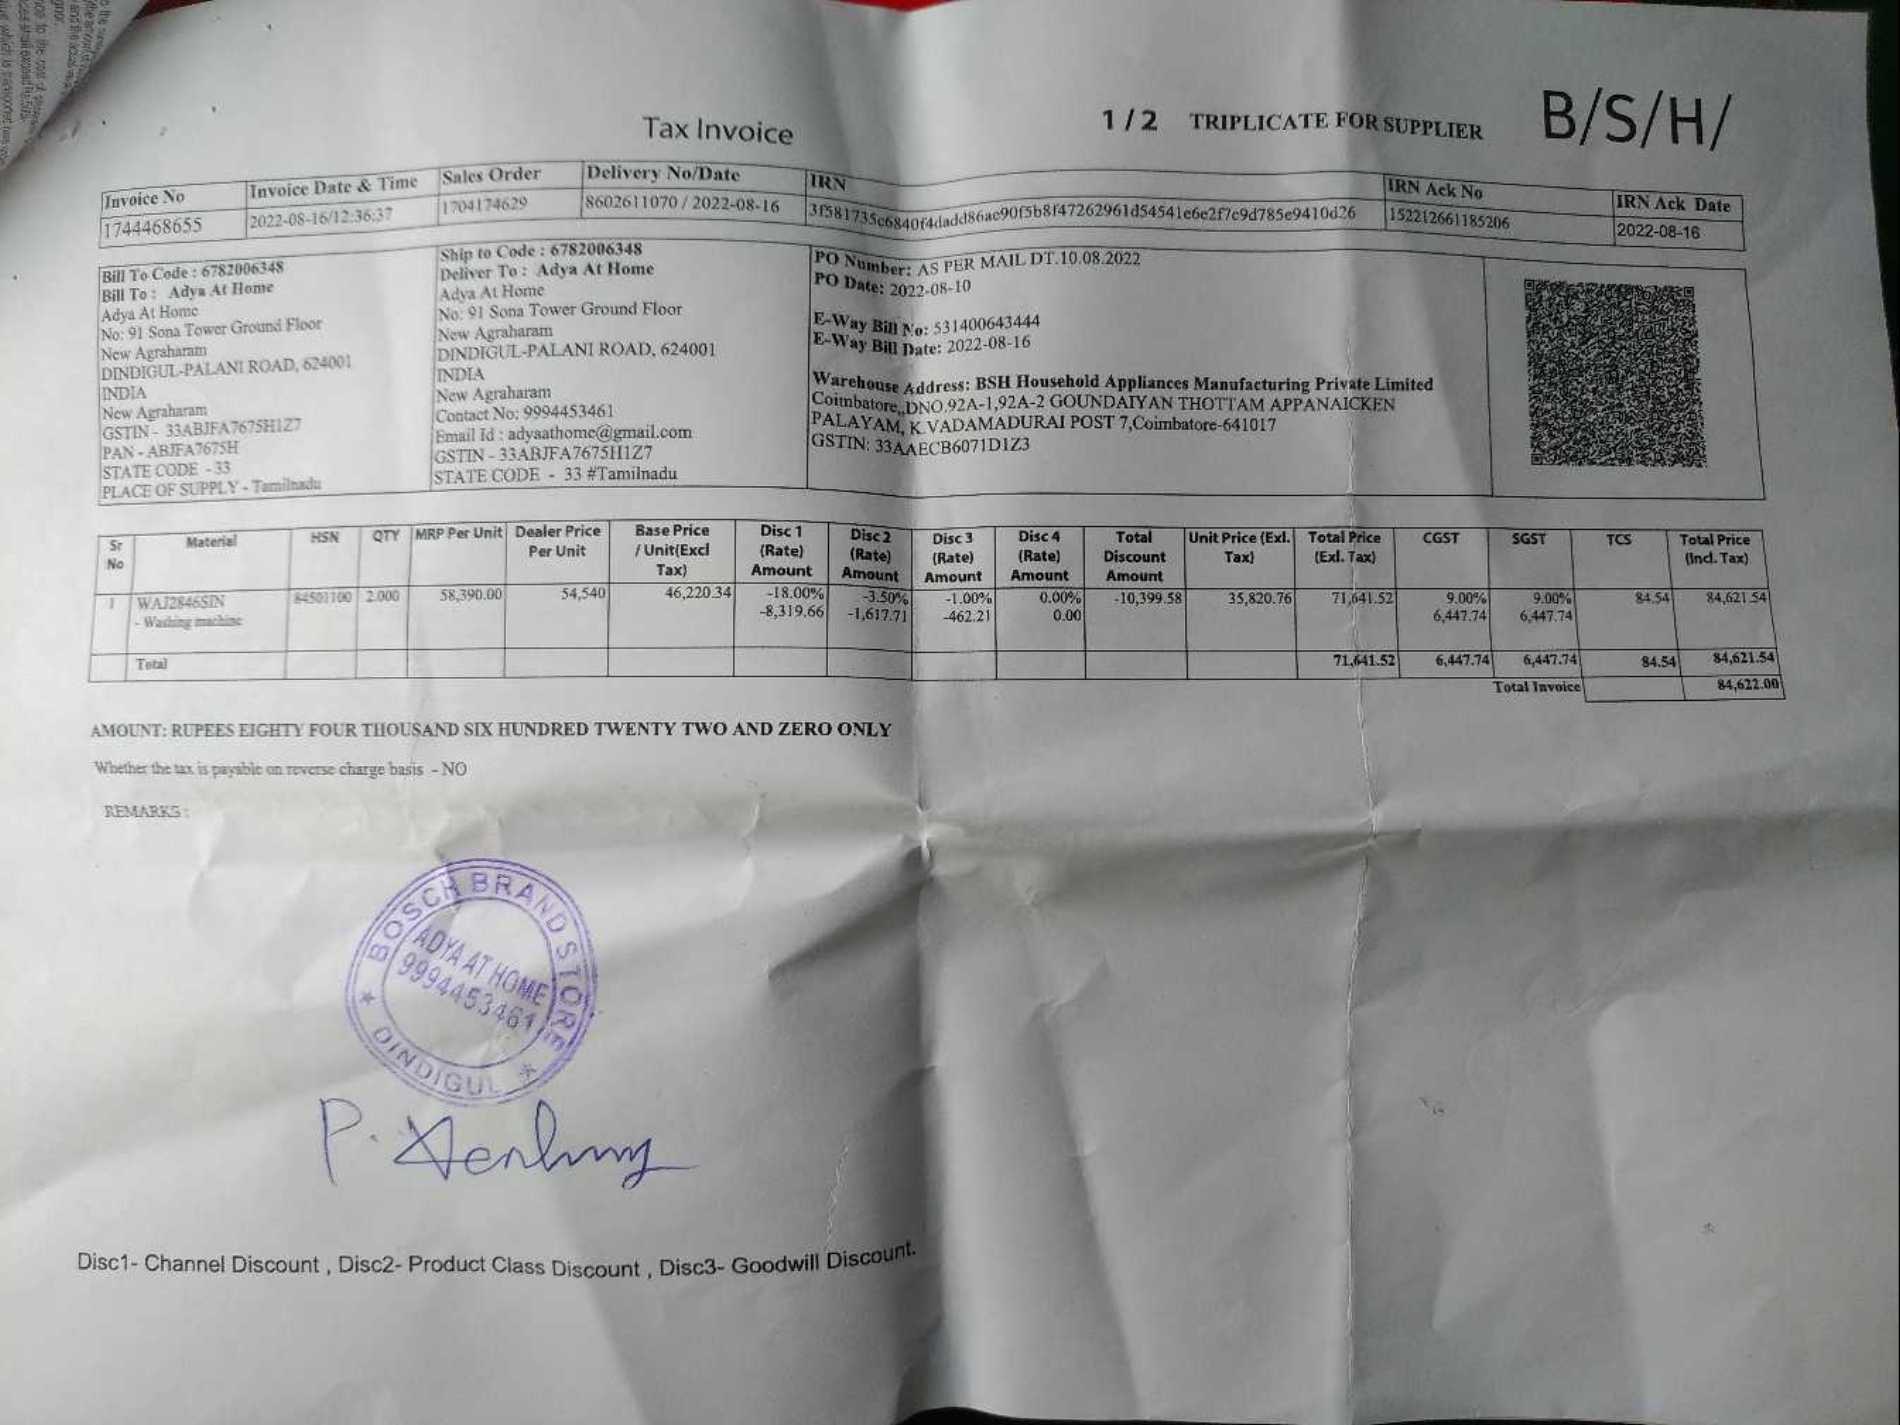 Tax Invoice
1 / 2 TRIPLICATE FOR SUPPLIER
B/S/H/
Invoice No Invoice Date & Time Sales Order Delivery No/Date IRN IRN Ack No IRN Ack Date
1744468655 2022-08-16/12:36:37 1704174629 8602611070 / 2022-08-16 3f581735c6840f4dadd86ae90f5b8f47262961d54541e6e2f7c9d785e9410d26 152212661185206 2022-08-16
Bill To Code : 6782006348
Bill To : Adya At Home
Adya At Home
No: 91 Sona Tower Ground Floor
New Agraharam
DINDIGUL-PALANI ROAD, 624001
INDIA
New Agraharam
GSTIN - 33ABJFA7675H1Z7
PAN - ABJFA7675H
STATE CODE - 33
PLACE OF SUPPLY - Tamilnadu
Ship to Code : 6782006348
Deliver To : Adya At Home
Adya At Home
No: 91 Sona Tower Ground Floor
New Agraharam
DINDIGUL-PALANI ROAD, 624001
INDIA
New Agraharam
Contact No: 9994453461
Email Id : adyaathome@gmail.com
GSTIN - 33ABJFA7675H1Z7
STATE CODE - 33 #Tamilnadu
PO Number: AS PER MAIL DT.10.08.2022
PO Date: 2022-08-10
E-Way Bill No: 531400643444
E-Way Bill Date: 2022-08-16
Warehouse Address: BSH Household Appliances Manufacturing Private Limited
Coimbatore,,DNO.92A-1,92A-2 GOUNDAIYAN THOTTAM APPANAICKEN
PALAYAM, K.VADAMADURAI POST 7,Coimbatore-641017
GSTIN: 33AAECB6071D1Z3
Sr No Material HSN QTY MRP Per Unit Dealer Price Per Unit Base Price / Unit(Excl Tax) Disc 1 (Rate) Amount Disc 2 (Rate) Amount Disc 3 (Rate) Amount Disc 4 (Rate) Amount Total Discount Amount Unit Price (Exl. Tax) Total Price (Exl. Tax) CGST SGST TCS Total Price (Incl. Tax)
1 WAJ2846SIN 84501100 2.000 58,390.00 54,540 46,220.34 -18.00% -3.50% -1.00% 0.00% -10,399.58 35,820.76 71,641.52 9.00% 9.00% 84.54 84,621.54
- Washing machine -8,319.66 -1,617.71 -462.21 0.00 6,447.74 6,447.74
Total 71,641.52 6,447.74 6,447.74 84.54 84,621.54
Total Invoice 84,622.00
AMOUNT: RUPEES EIGHTY FOUR THOUSAND SIX HUNDRED TWENTY TWO AND ZERO ONLY
Whether the tax is payable on reverse charge basis - NO
REMARKS :
BOSCH BRAND STORE
ADYA AT HOME
9994453461
* DINDIGUL *
Disc1- Channel Discount , Disc2- Product Class Discount , Disc3- Goodwill Discount.